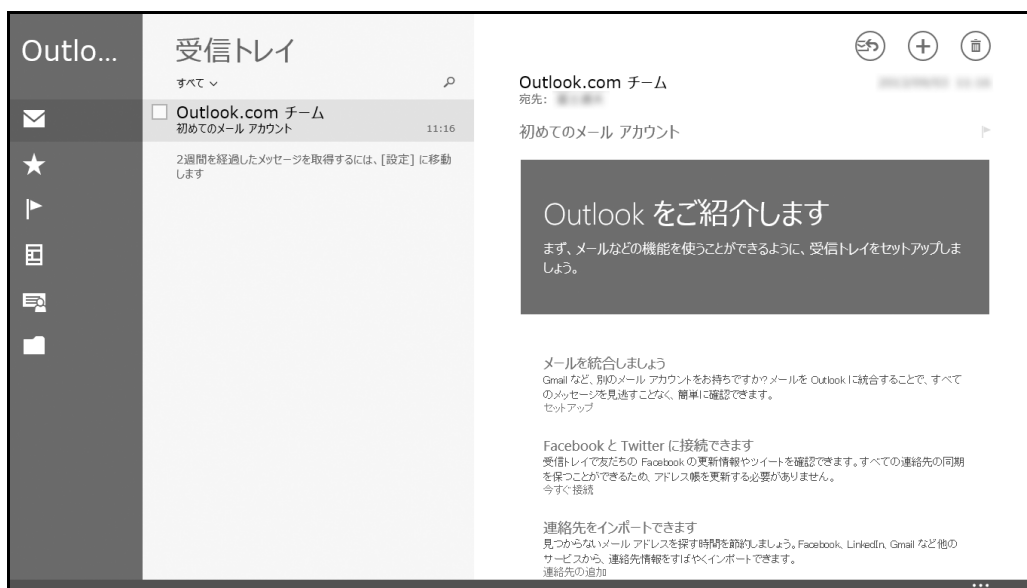 Outlo...
受信トレイ
すべて
Outlook.com チーム
初めてのメール アカウント 11:16
2週間を経過したメッセージを取得するには、[設定] に移動
します
Outlook.com チーム
宛先:
初めてのメール アカウント
Outlook をご紹介します
まず、メールなどの機能を使うことができるように、受信トレイをセットアップしま
しょう。
メールを統合しましょう
Gmail など、別のメール アカウントをお持ちですか? メールを Outlook に統合することで、すべて
のメッセージを見逃すことなく、簡単に確認できます。
セットアップ
Facebook と Twitter に接続できます
受信トレイで友だちの Facebook の更新情報やツイートを確認できます。すべての連絡先の同期
を保つことができるため、アドレス帳を更新する必要がありません。
今すぐ接続
連絡先をインポートできます
見つからないメール アドレスを探す時間を節約しましょう。Facebook、LinkedIn、Gmail など他の
サービスから、連絡先情報をすばやくインポートできます。
連絡先の追加